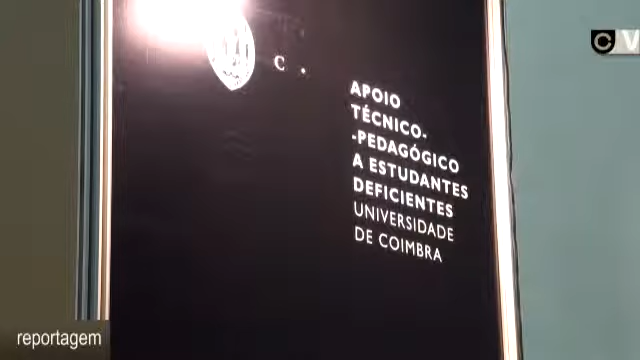 C V
C .
APOIO
TÉCNICO-
-PEDAGÓGICO
A ESTUDANTES
DEFICIENTES
UNIVERSIDADE
DE COIMBRA
reportagem